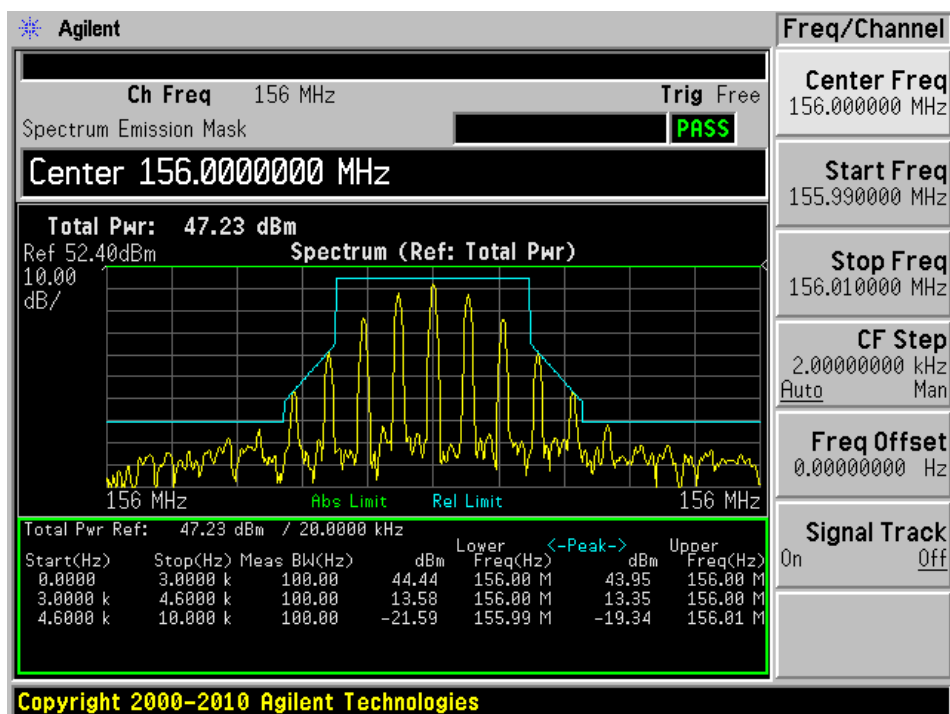 Agilent
Freq/Channel
Ch Freq 156 MHz Trig Free
Spectrum Emission Mask PASS
Center 156.0000000 MHz
Total Pwr: 47.23 dBm
Ref 52.40dBm Spectrum (Ref: Total Pwr)
10.00
dB/
156 MHz Abs Limit Rel Limit 156 MHz
Total Pwr Ref: 47.23 dBm / 20.0000 kHz
Lower <-Peak-> Upper
Start(Hz) Stop(Hz) Meas BW(Hz) dBm Freq(Hz) dBm Freq(Hz)
0.0000 3.0000 k 100.00 44.44 156.00 M 43.95 156.00 M
3.0000 k 4.6000 k 100.00 13.58 156.00 M 13.35 156.00 M
4.6000 k 10.000 k 100.00 -21.59 155.99 M -19.34 156.01 M
Center Freq
156.000000 MHz
Start Freq
155.990000 MHz
Stop Freq
156.010000 MHz
CF Step
2.00000000 kHz
Auto Man
Freq Offset
0.00000000 Hz
Signal Track
On Off
Copyright 2000-2010 Agilent Technologies